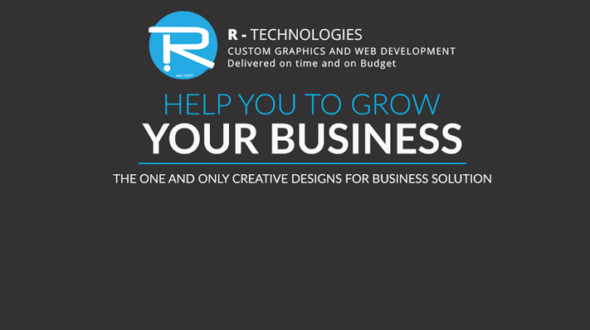 R
R - TECHNOLOGIES
CUSTOM GRAPHICS AND WEB DEVELOPMENT
Delivered on time and on Budget
HELP YOU TO GROW
YOUR BUSINESS
THE ONE AND ONLY CREATIVE DESIGNS FOR BUSINESS SOLUTION